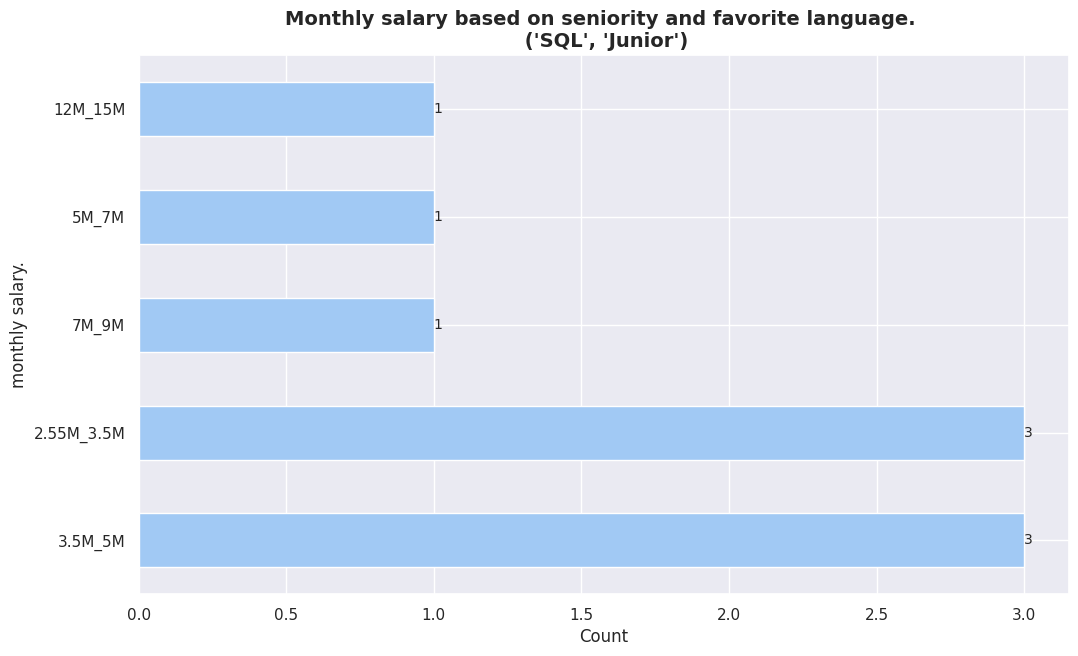 Monthly salary based on seniority and favorite language.
('SQL', 'Junior')
monthly salary.
12M_15M
1
5M_7M
1
7M_9M
1
2.55M_3.5M
3
3.5M_5M
3
0.0 0.5 1.0 1.5 2.0 2.5 3.0
Count